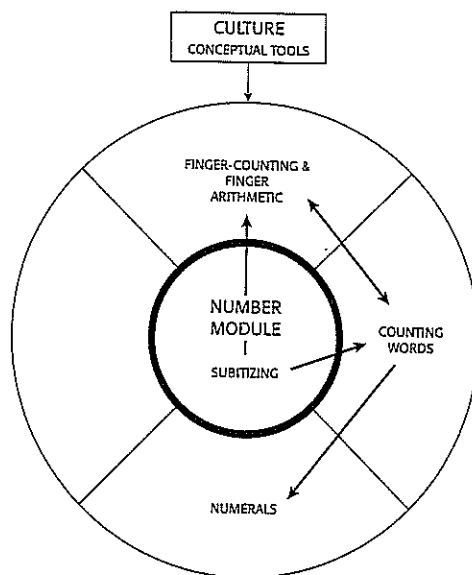 CULTURE
CONCEPTUAL TOOLS
FINGER-COUNTING &
FINGER
ARITHMETIC
NUMBER
MODULE
SUBITIZING
COUNTING
WORDS
NUMERALS